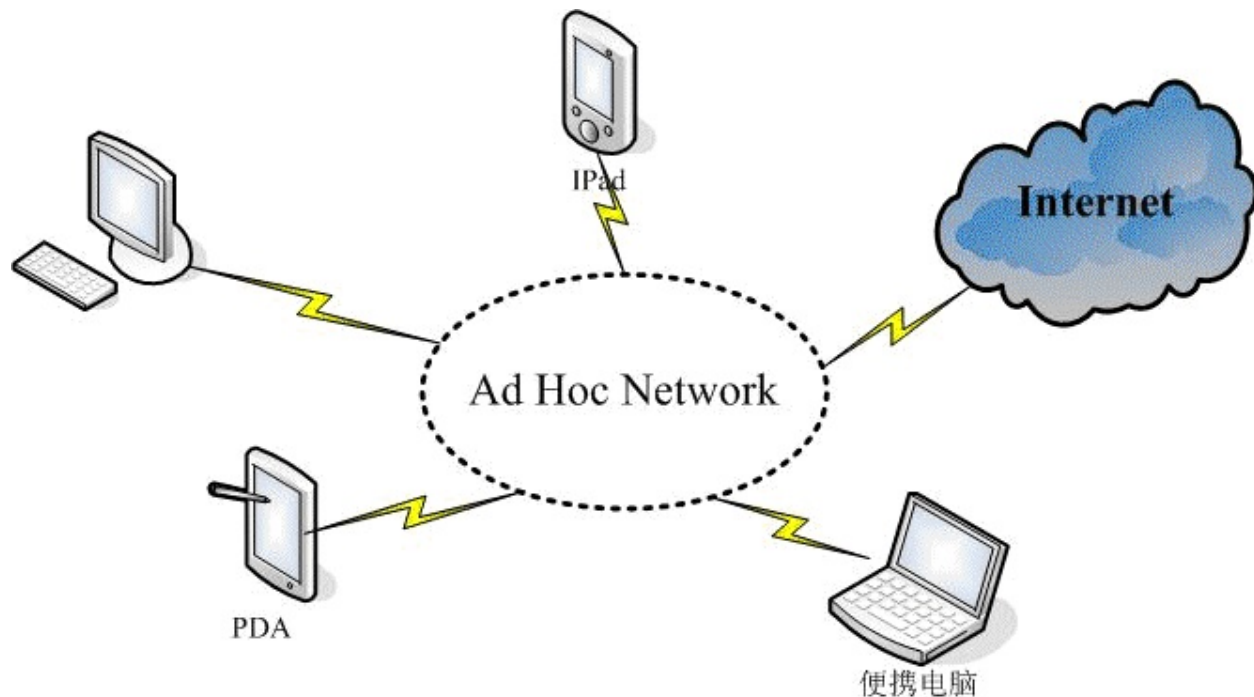 IPad
Internet
Ad Hoc Network
PDA
便携电脑